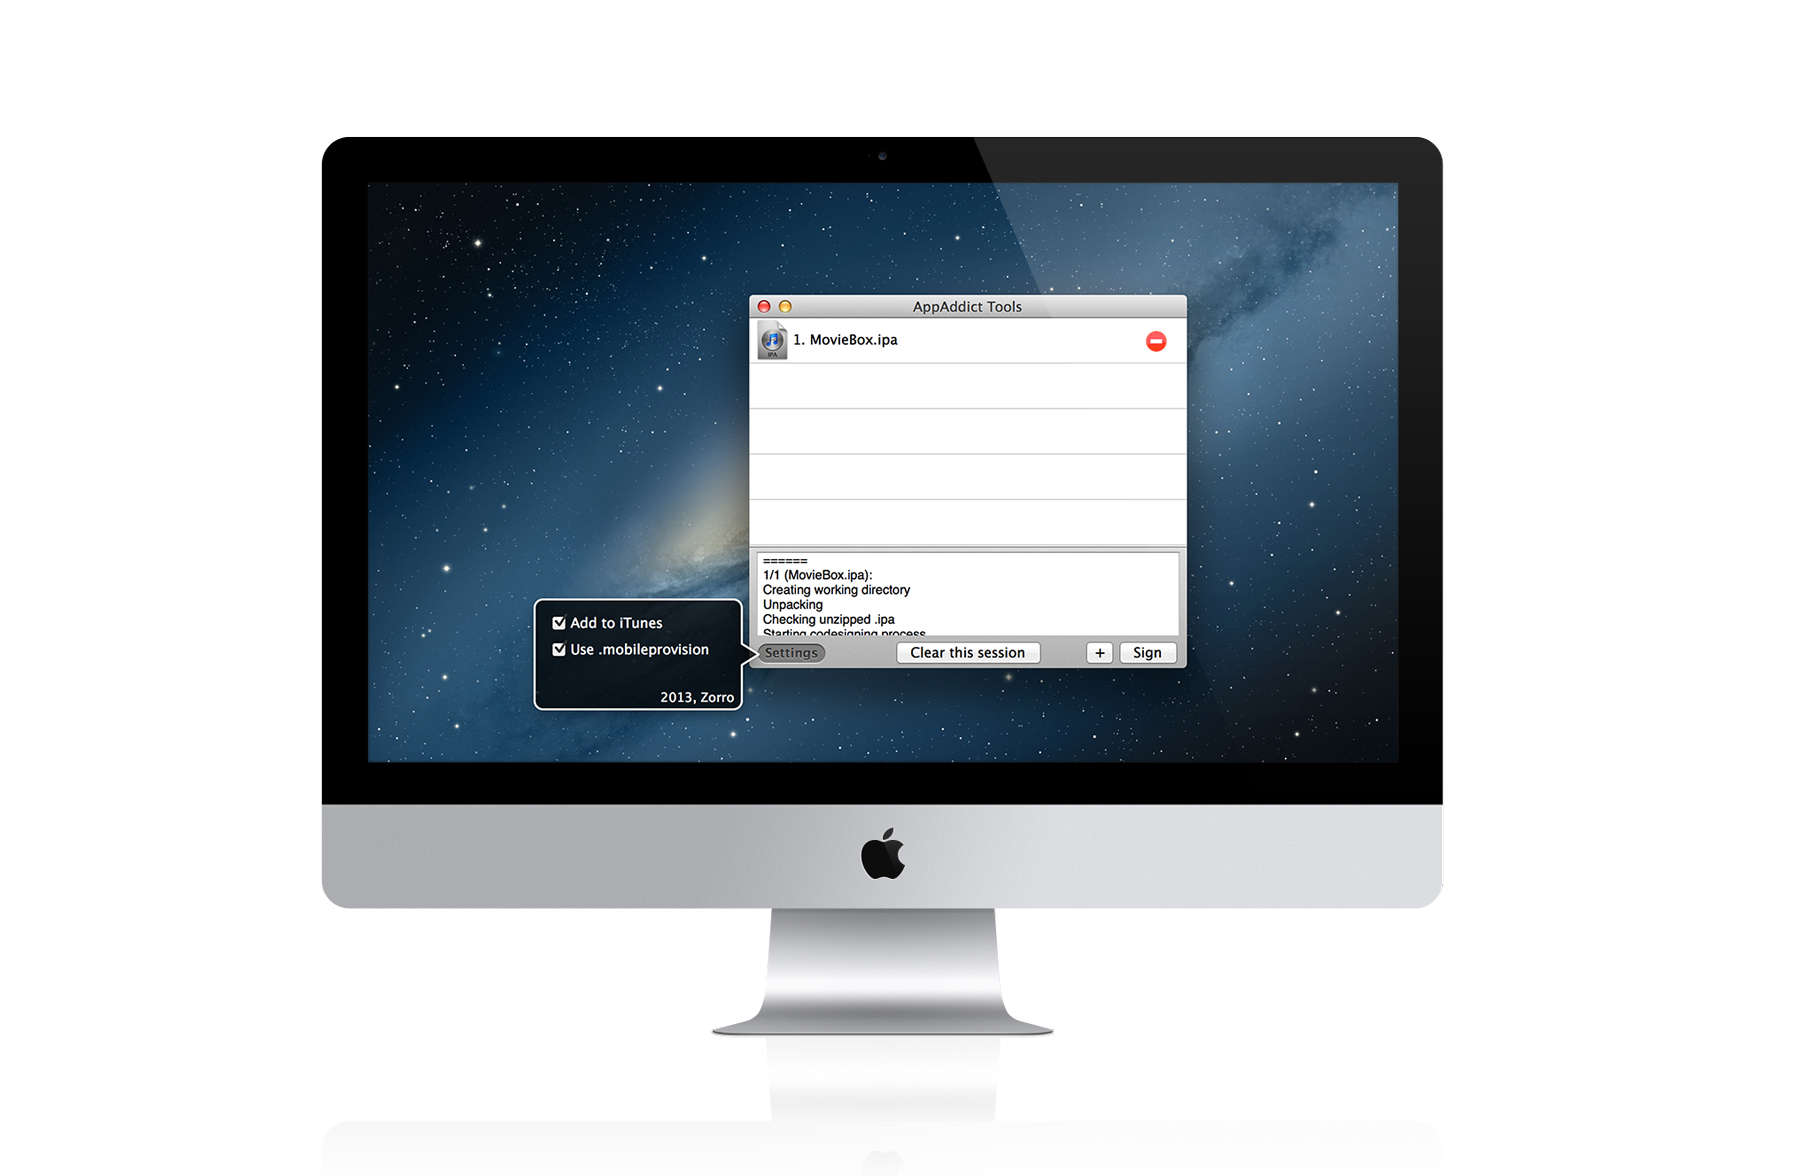 AppAddict Tools
1. MovieBox.ipa
IPA
======
1/1 (MovieBox.ipa):
Creating working directory
Unpacking
Checking unzipped .ipa
Starting codesigning process
Add to iTunes
Use .mobileprovision
2013, Zorro
Settings
Clear this session
+
Sign